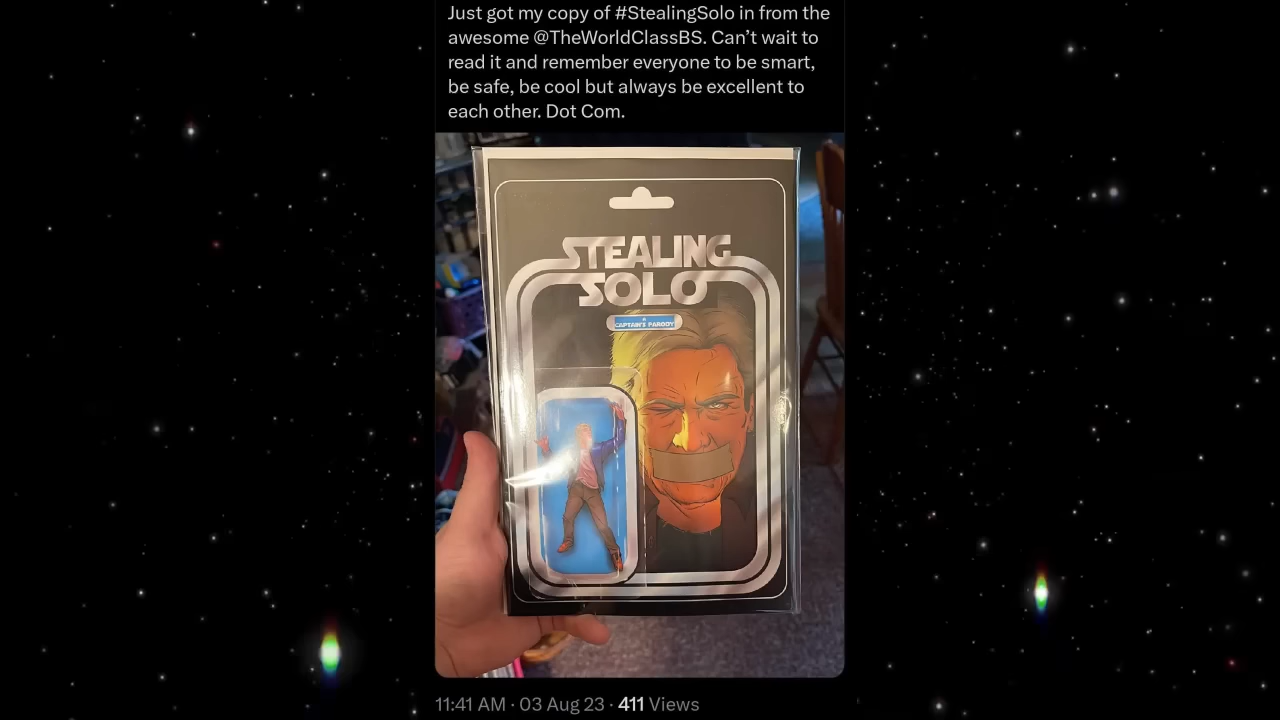 Just got my copy of #StealingSolo in from the
awesome @TheWorldClassBS. Can’t wait to
read it and remember everyone to be smart,
be safe, be cool but always be excellent to
each other. Dot Com.
STEALING
SOLO
A
CAPTAIN'S PARODY
11:41 AM · 03 Aug 23 · 411 Views